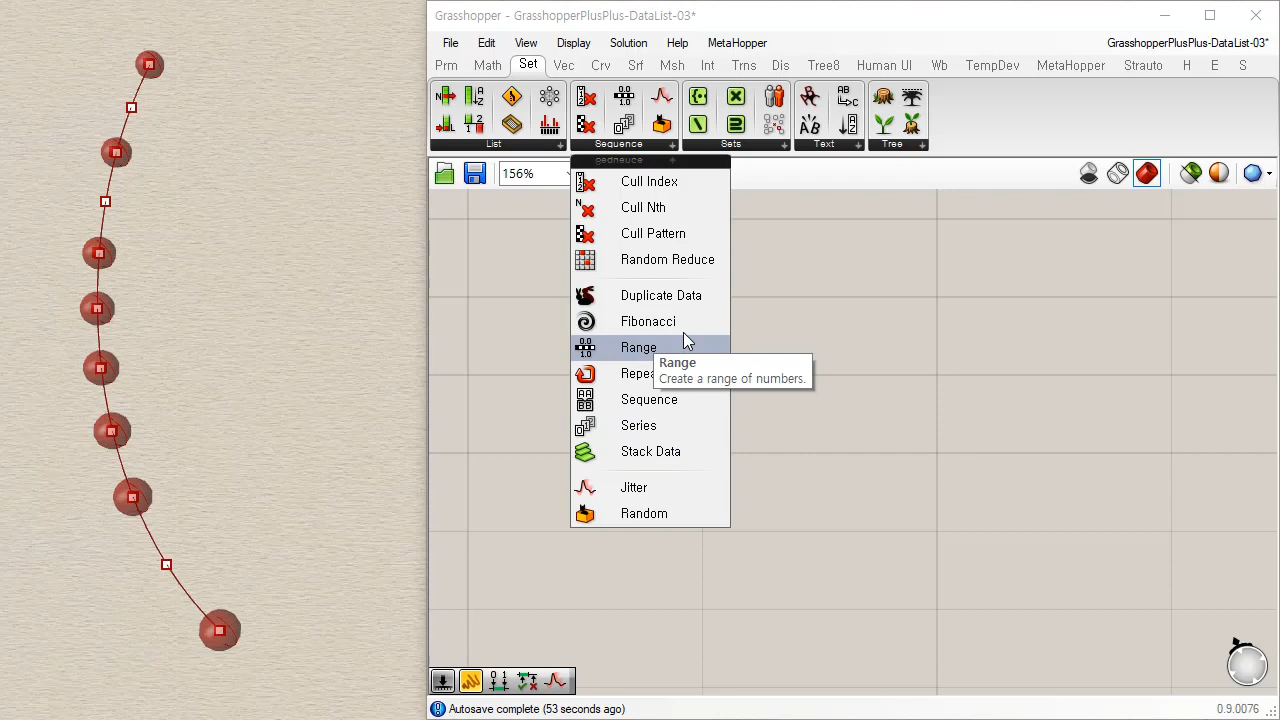 Grasshopper - GrasshopperPlusPlus-DataList-03*
File Edit View Display Solution Help MetaHopper GrasshopperPlusPlus-DataList-03*
Prm Math Set Vec Crv Srf Msh Int Trns Dis Tree8 Human UI Wb TempDev MetaHopper Strauto H E S
List Sequence Sets Text Tree
156%
Cull Index
Cull Nth
Cull Pattern
Random Reduce
Duplicate Data
Fibonacci
Range
Range
Create a range of numbers.
Sequence
Series
Stack Data
Jitter
Random
Autosave complete (53 seconds ago) 0.9.0076